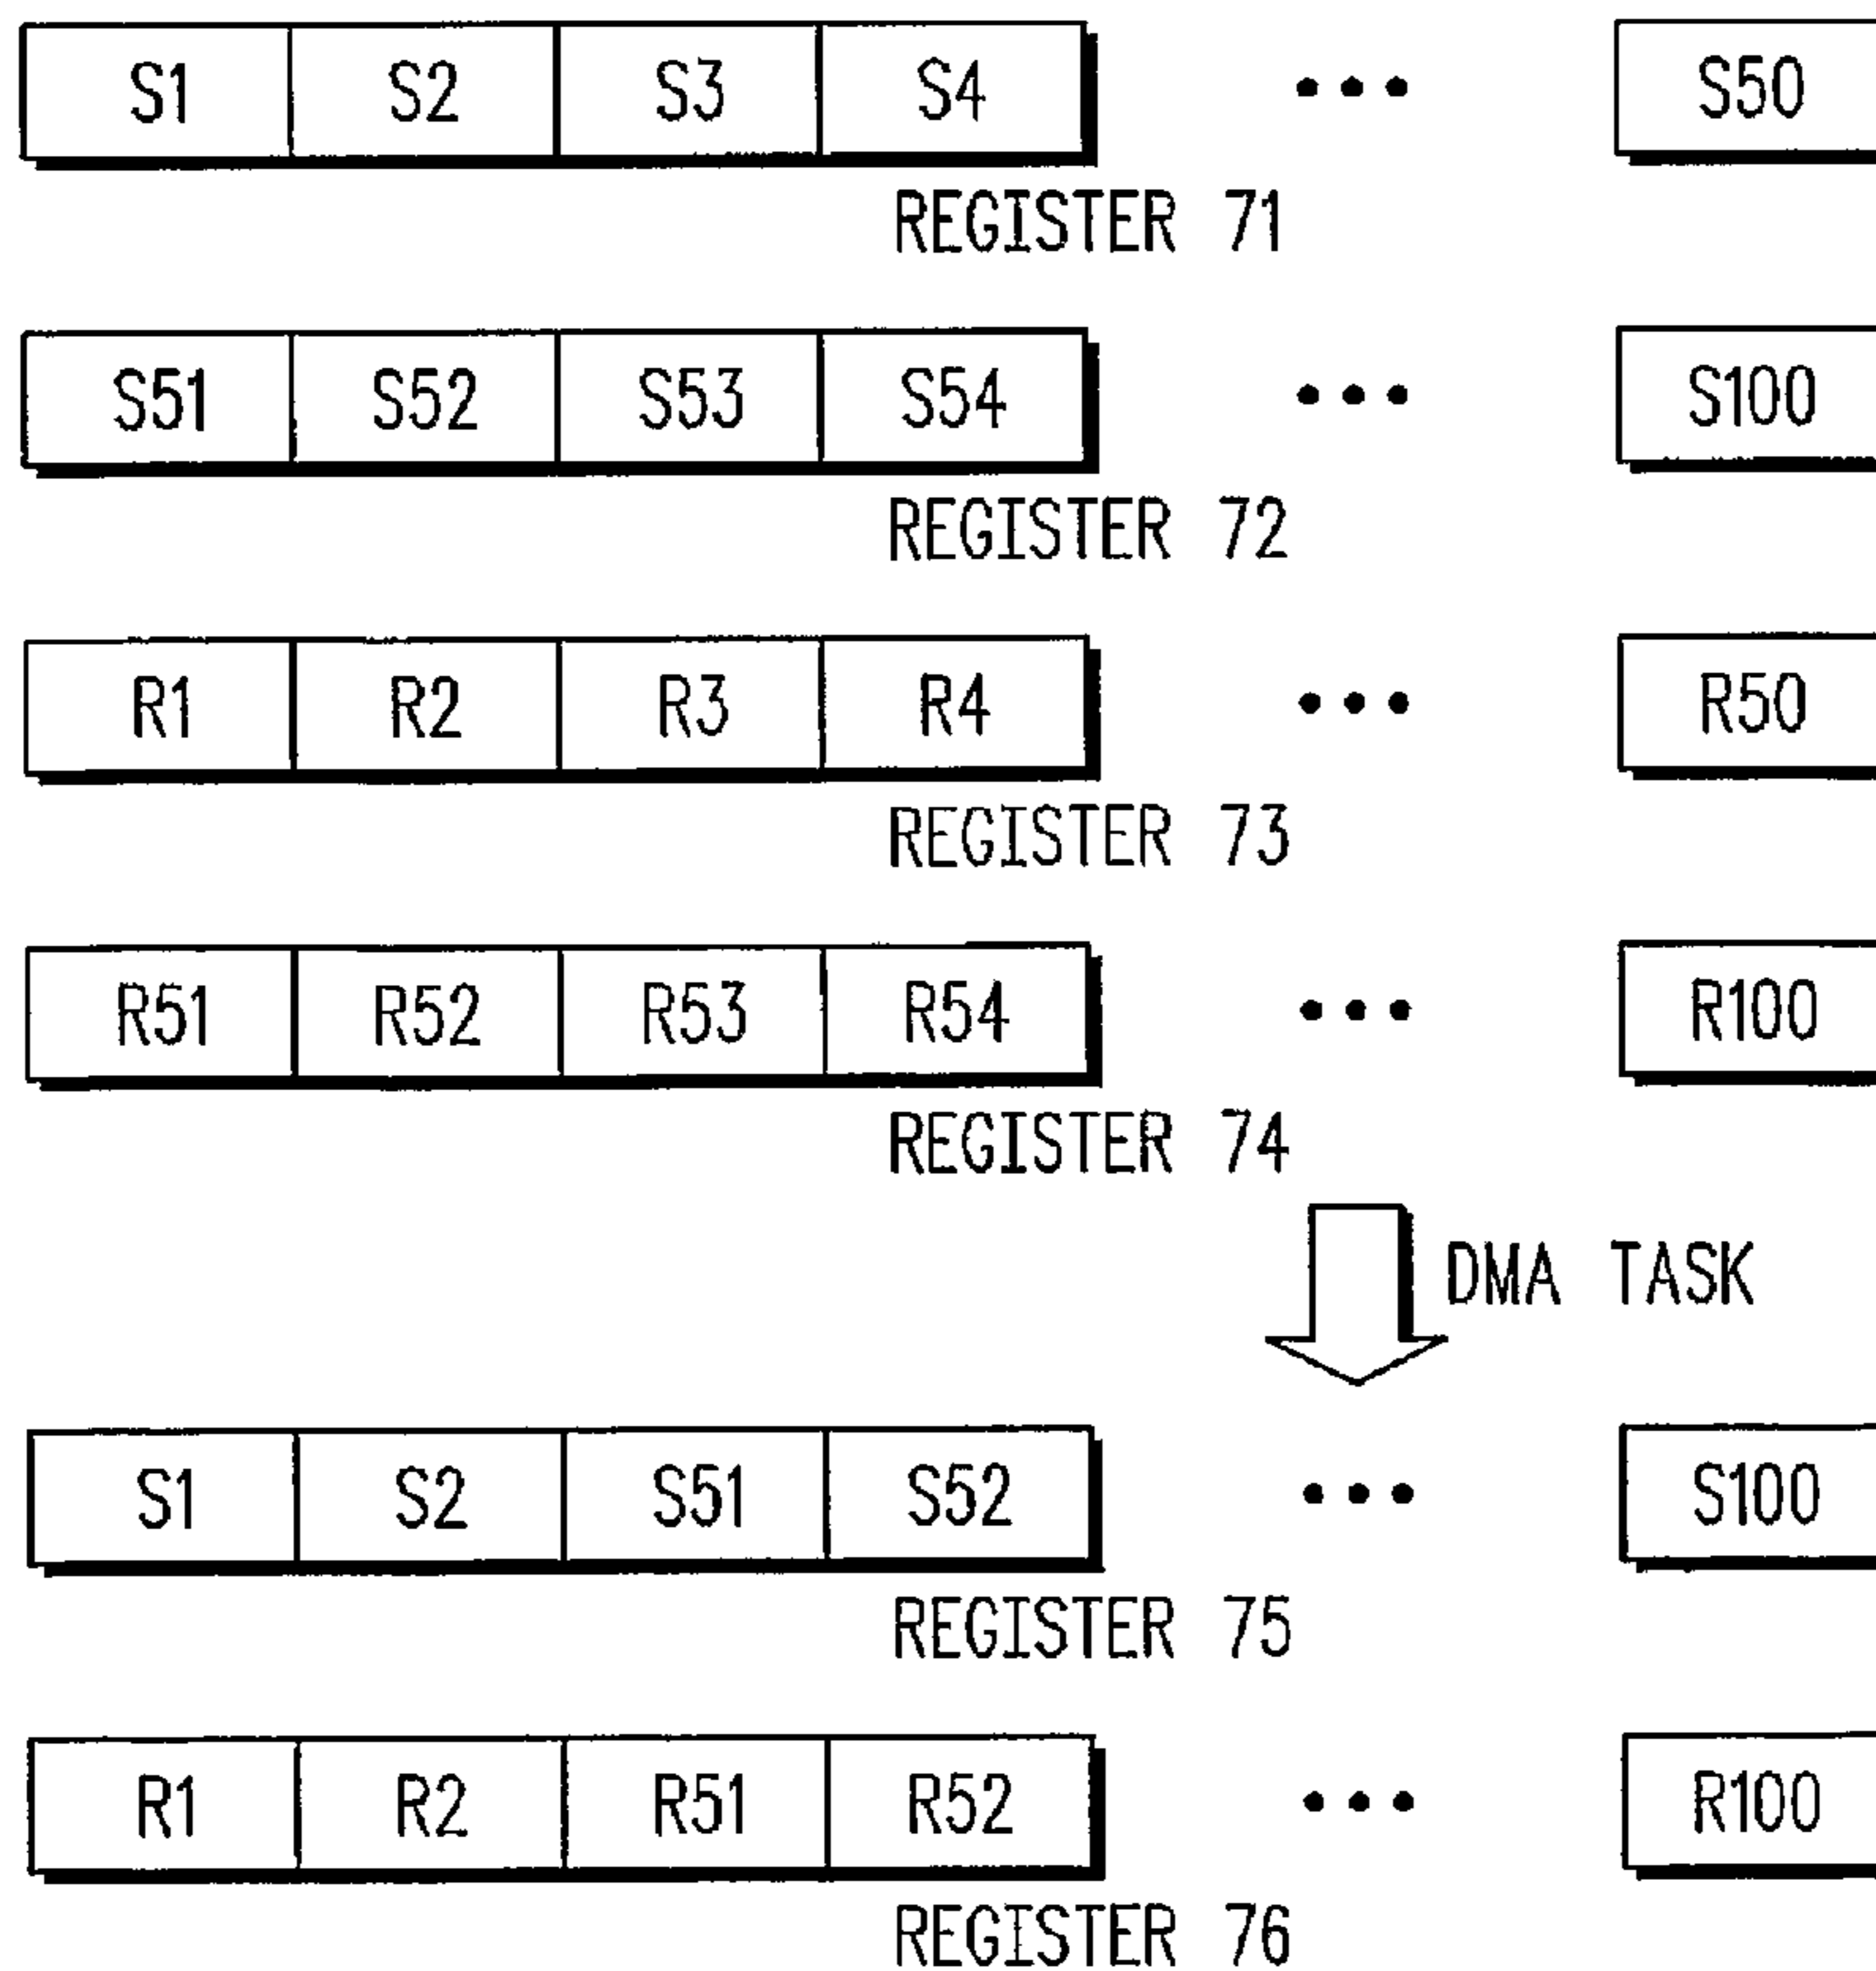 S1 S2 S3 S4 ••• S50
REGISTER 71
S51 S52 S53 S54 ••• S100
REGISTER 72
R1 R2 R3 R4 ••• R50
REGISTER 73
R51 R52 R53 R54 ••• R100
REGISTER 74
DMA TASK
S1 S2 S51 S52 ••• S100
REGISTER 75
R1 R2 R51 R52 ••• R100
REGISTER 76